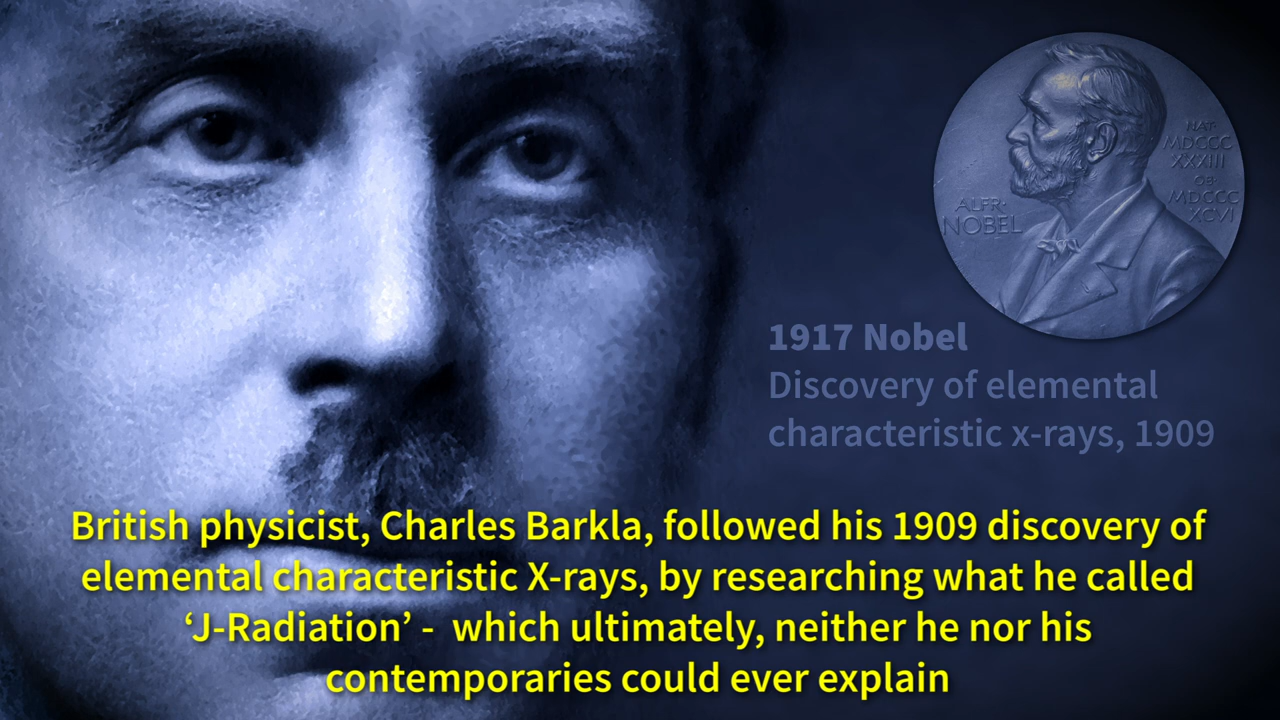 NAT·
MDCCC
XXXIII
OB·
MDCCC
XCVI
ALFR·
NOBEL
1917 Nobel
Discovery of elemental
characteristic x-rays, 1909
British physicist, Charles Barkla, followed his 1909 discovery of
elemental characteristic X-rays, by researching what he called
‘J-Radiation’ -  which ultimately, neither he nor his
contemporaries could ever explain